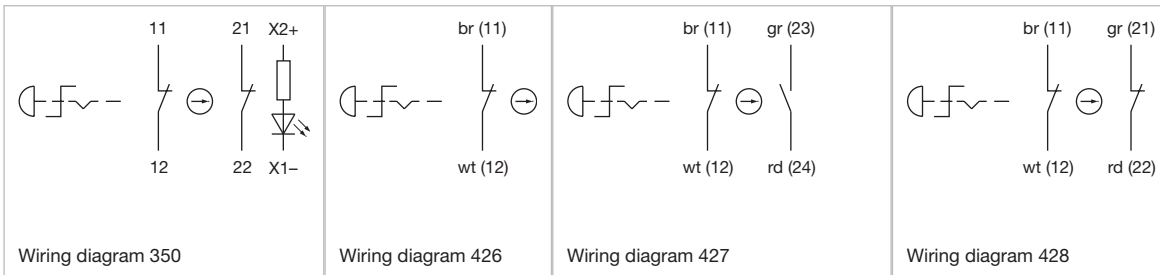 11 21 X2+
12 22 X1−
Wiring diagram 350
br (11)
wt (12)
Wiring diagram 426
br (11) gr (23)
wt (12) rd (24)
Wiring diagram 427
br (11) gr (21)
wt (12) rd (22)
Wiring diagram 428